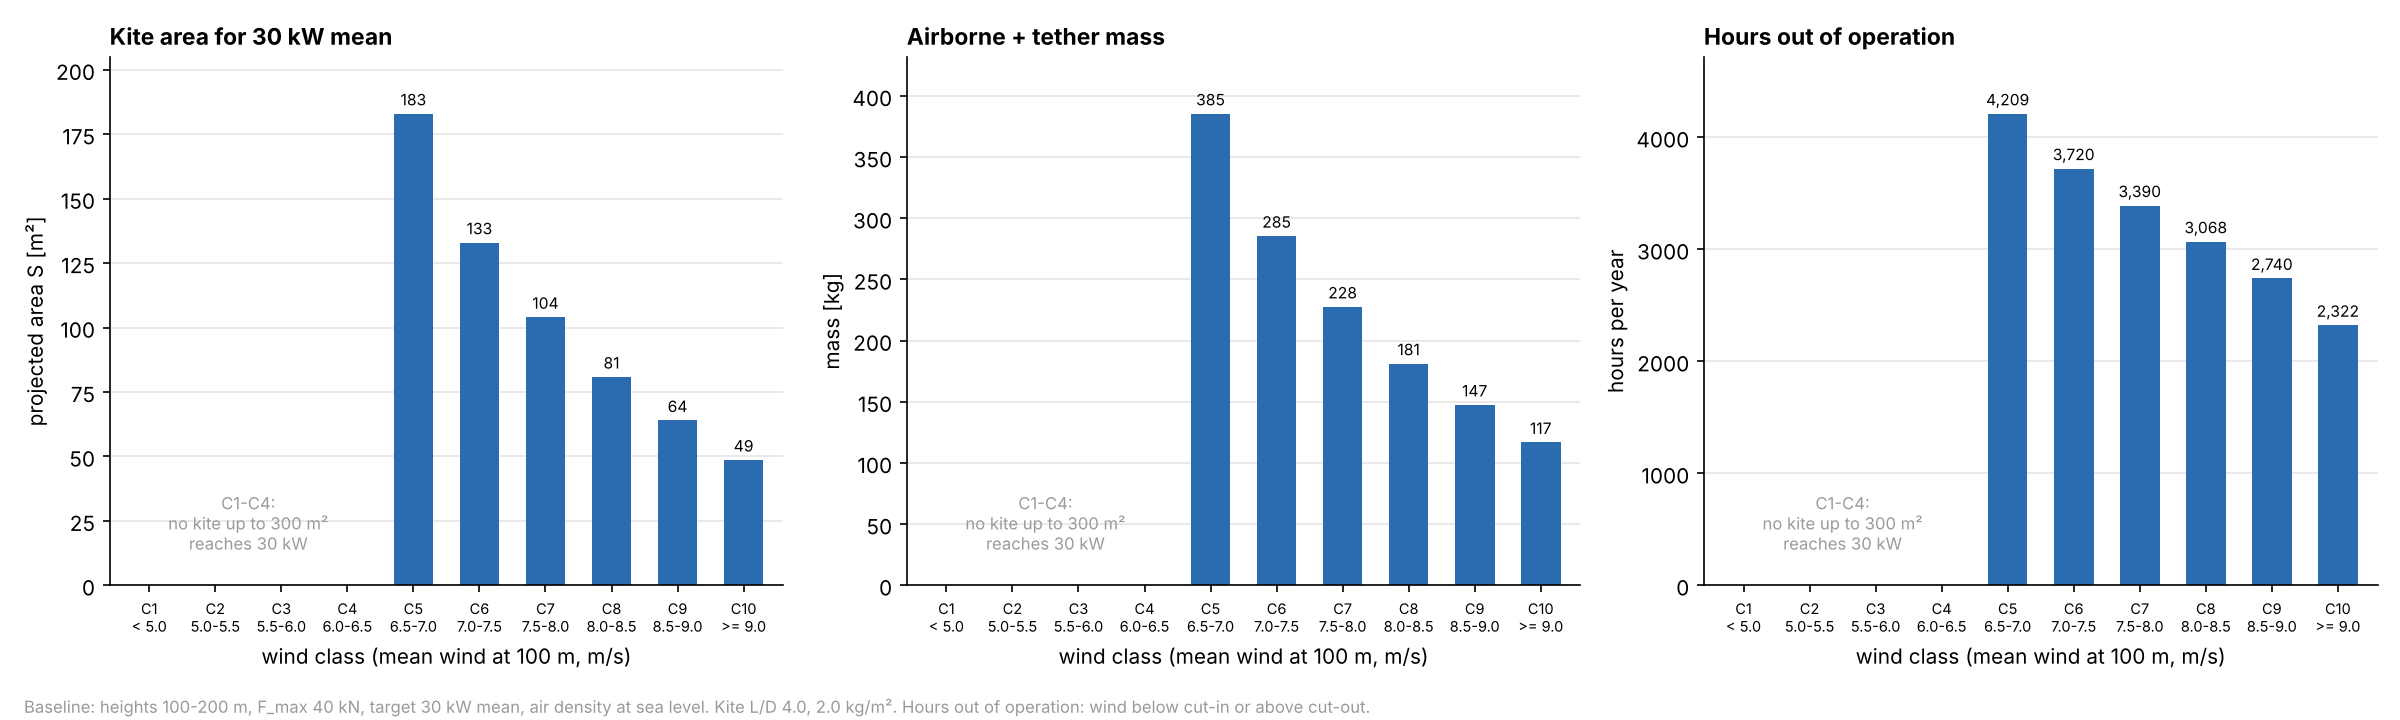 Kite area for 30 kW mean
projected area S [m²]
200
175
150
125
100
75
50
25
0
183
133
104
81
64
49
C1-C4:
no kite up to 300 m²
reaches 30 kW
C1 C2 C3 C4 C5 C6 C7 C8 C9 C10
< 5.0 5.0-5.5 5.5-6.0 6.0-6.5 6.5-7.0 7.0-7.5 7.5-8.0 8.0-8.5 8.5-9.0 >= 9.0
wind class (mean wind at 100 m, m/s)
Airborne + tether mass
mass [kg]
400
350
300
250
200
150
100
50
0
385
285
228
181
147
117
C1-C4:
no kite up to 300 m²
reaches 30 kW
C1 C2 C3 C4 C5 C6 C7 C8 C9 C10
< 5.0 5.0-5.5 5.5-6.0 6.0-6.5 6.5-7.0 7.0-7.5 7.5-8.0 8.0-8.5 8.5-9.0 >= 9.0
wind class (mean wind at 100 m, m/s)
Hours out of operation
hours per year
4000
3000
2000
1000
0
4,209
3,720
3,390
3,068
2,740
2,322
C1-C4:
no kite up to 300 m²
reaches 30 kW
C1 C2 C3 C4 C5 C6 C7 C8 C9 C10
< 5.0 5.0-5.5 5.5-6.0 6.0-6.5 6.5-7.0 7.0-7.5 7.5-8.0 8.0-8.5 8.5-9.0 >= 9.0
wind class (mean wind at 100 m, m/s)
Baseline: heights 100-200 m, F_max 40 kN, target 30 kW mean, air density at sea level. Kite L/D 4.0, 2.0 kg/m². Hours out of operation: wind below cut-in or above cut-out.